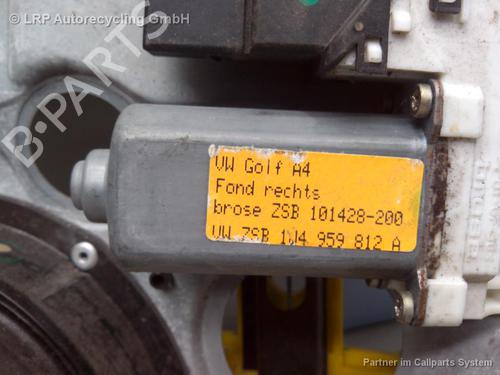 © LRP Autorecycling GmbH
B-PARTS
VW Golf A4
Fond rechts
brose ZSB 101428-200
VW ZSB 1J4 959 812 A
Partner im Callparts System